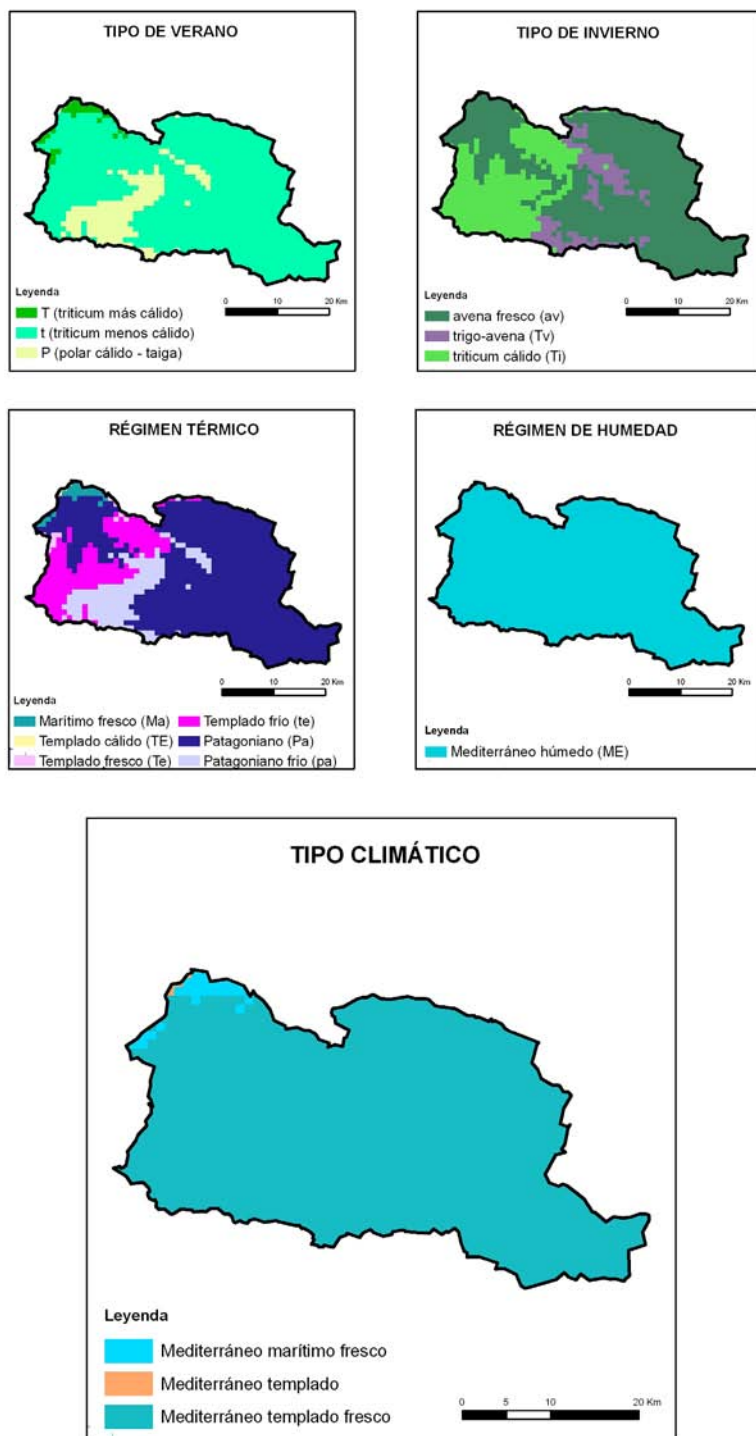 TIPO DE VERANO
Leyenda
T (triticum más cálido)
t (triticum menos cálido)
P (polar cálido - taiga)
0 10 20 Km
TIPO DE INVIERNO
Leyenda
avena fresco (av)
trigo-avena (Tv)
triticum cálido (Ti)
0 10 20 Km
RÉGIMEN TÉRMICO
0 10 20 Km
Leyenda
Marítimo fresco (Ma)
Templado cálido (TE)
Templado fresco (Te)
Templado frío (te)
Patagoniano (Pa)
Patagoniano frio (pa)
RÉGIMEN DE HUMEDAD
0 10 20 Km
Leyenda
Mediterráneo húmedo (ME)
TIPO CLIMÁTICO
Leyenda
Mediterráneo marítimo fresco
Mediterráneo templado
Mediterráneo templado fresco
0 5 10 20 Km